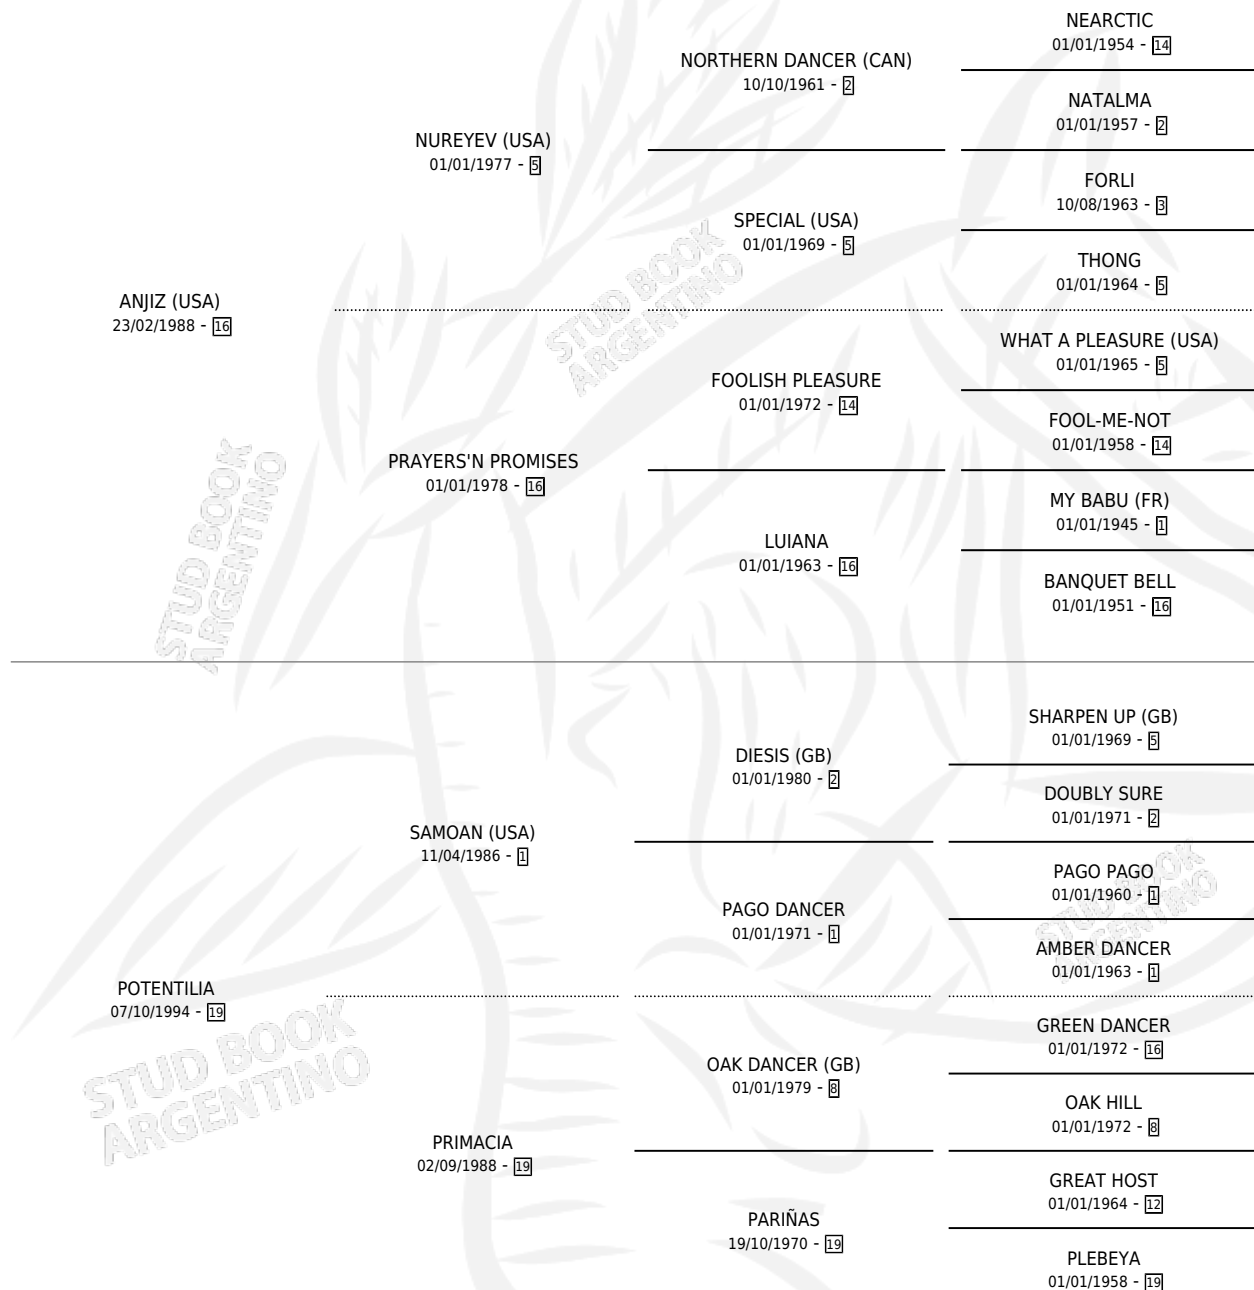 NEARCTIC
01/01/1954 - 14
NORTHERN DANCER (CAN)
10/10/1961 - 2
NATALMA
01/01/1957 - 2
NUREYEV (USA)
01/01/1977 - 5
FORLI
10/08/1963 - 3
SPECIAL (USA)
01/01/1969 - 5
THONG
01/01/1964 - 5
ANJIZ (USA)
23/02/1988 - 16
WHAT A PLEASURE (USA)
01/01/1965 - 5
FOOLISH PLEASURE
01/01/1972 - 14
FOOL-ME-NOT
01/01/1958 - 14
PRAYERS'N PROMISES
01/01/1978 - 16
MY BABU (FR)
01/01/1945 - 1
LUIANA
01/01/1963 - 16
BANQUET BELL
01/01/1951 - 16
SHARPEN UP (GB)
01/01/1969 - 5
DIESIS (GB)
01/01/1980 - 2
DOUBLY SURE
01/01/1971 - 2
SAMOAN (USA)
11/04/1986 - 1
PAGO PAGO
01/01/1960 - 1
PAGO DANCER
01/01/1971 - 1
AMBER DANCER
01/01/1963 - 1
POTENTILIA
07/10/1994 - 19
GREEN DANCER
01/01/1972 - 16
OAK DANCER (GB)
01/01/1979 - 8
OAK HILL
01/01/1972 - 8
PRIMACIA
02/09/1988 - 19
GREAT HOST
01/01/1964 - 12
PARIÑAS
19/10/1970 - 19
PLEBEYA
01/01/1958 - 19
STUD BOOK
ARGENTINO
STUD BOOK
ARGENTINO
STUD BOOK
ARGENTINO
STUD BOOK
ARGENTINO